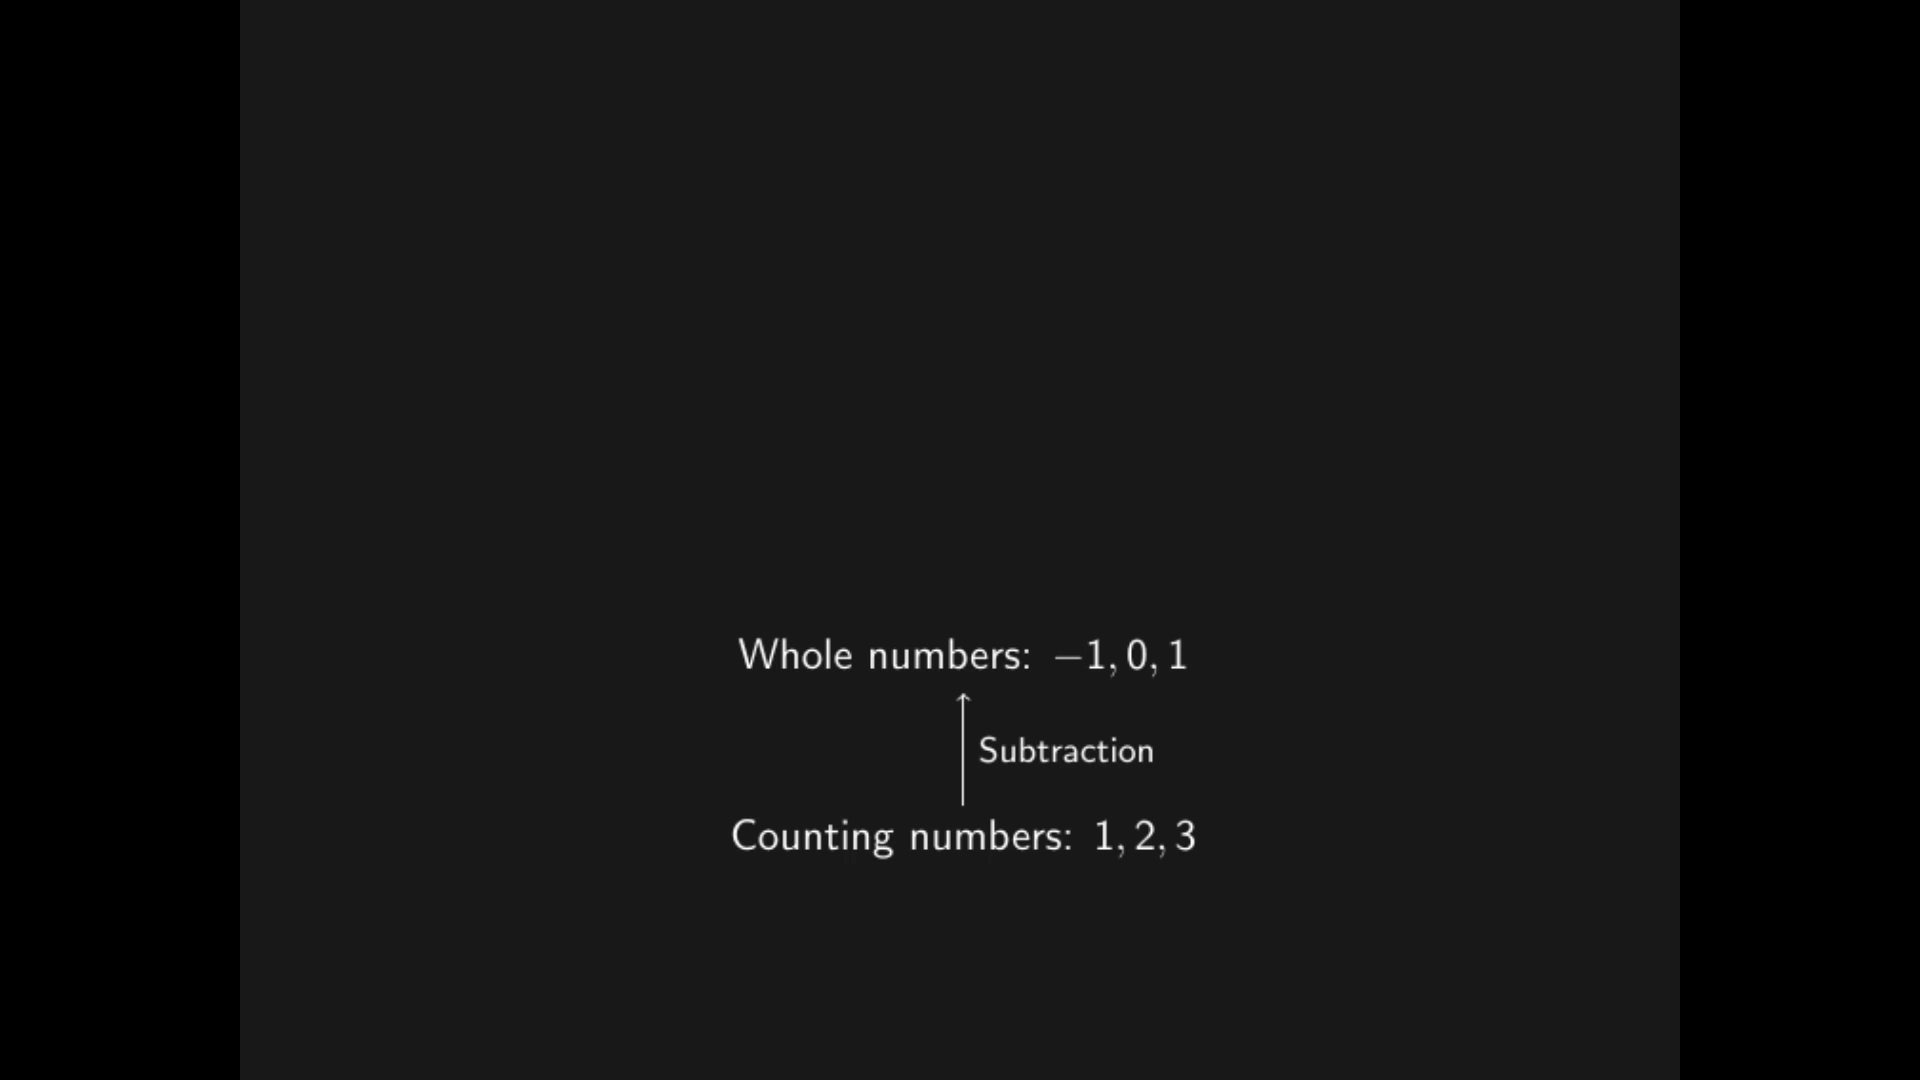 Whole numbers: −1, 0, 1
Subtraction
Counting numbers: 1, 2, 3